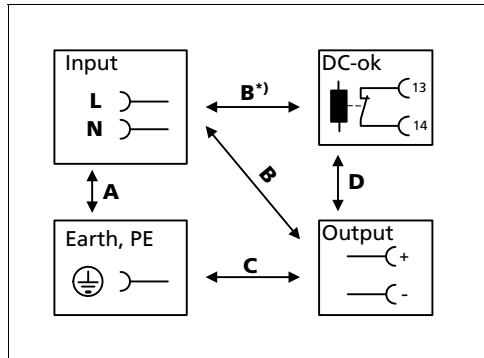 Input
L
N
B*)
DC-ok
13
14
A
B
D
Earth, PE
C
Output
+
-